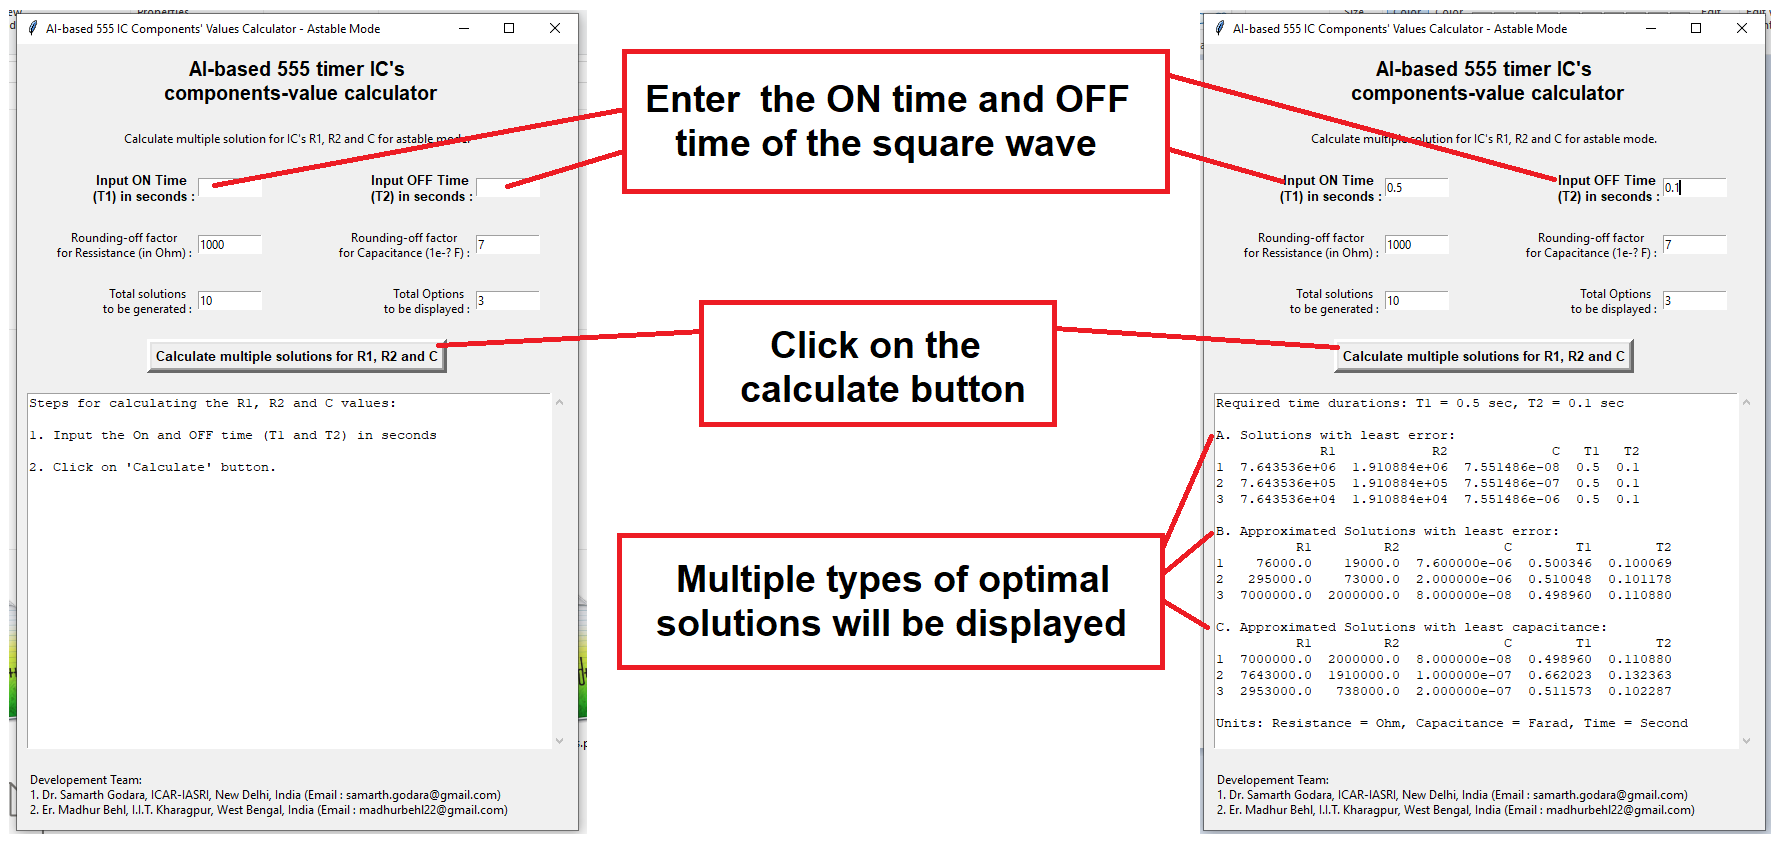 AI-based 555 IC Components' Values Calculator - Astable Mode
AI-based 555 timer IC's
components-value calculator
Calculate multiple solution for IC's R1, R2 and C for astable mode.
Input ON Time
(T1) in seconds :
Input OFF Time
(T2) in seconds :
Rounding-off factor
for Ressistance (in Ohm) : 1000
Rounding-off factor
for Capacitance (1e-? F) : 7
Total solutions
to be generated : 10
Total Options
to be displayed : 3
Calculate multiple solutions for R1, R2 and C
Steps for calculating the R1, R2 and C values:
1. Input the On and OFF time (T1 and T2) in seconds
2. Click on 'Calculate' button.
Developement Team:
1. Dr. Samarth Godara, ICAR-IASRI, New Delhi, India (Email : samarth.godara@gmail.com)
2. Er. Madhur Behl, I.I.T. Kharagpur, West Bengal, India (Email : madhurbehl22@gmail.com)
Enter the ON time and OFF
time of the square wave
Click on the
calculate button
Multiple types of optimal
solutions will be displayed
AI-based 555 IC Components' Values Calculator - Astable Mode
AI-based 555 timer IC's
components-value calculator
Calculate multiple solution for IC's R1, R2 and C for astable mode.
Input ON Time
(T1) in seconds : 0.5
Input OFF Time
(T2) in seconds : 0.1
Rounding-off factor
for Ressistance (in Ohm) : 1000
Rounding-off factor
for Capacitance (1e-? F) : 7
Total solutions
to be generated : 10
Total Options
to be displayed : 3
Calculate multiple solutions for R1, R2 and C
Required time durations: T1 = 0.5 sec, T2 = 0.1 sec
A. Solutions with least error:
R1 R2 C T1 T2
1 7.643536e+06 1.910884e+06 7.551486e-08 0.5 0.1
2 7.643536e+05 1.910884e+05 7.551486e-07 0.5 0.1
3 7.643536e+04 1.910884e+04 7.551486e-06 0.5 0.1
B. Approximated Solutions with least error:
R1 R2 C T1 T2
1 76000.0 19000.0 7.600000e-06 0.500346 0.100069
2 295000.0 73000.0 2.000000e-06 0.510048 0.101178
3 7000000.0 2000000.0 8.000000e-08 0.498960 0.110880
C. Approximated Solutions with least capacitance:
R1 R2 C T1 T2
1 7000000.0 2000000.0 8.000000e-08 0.498960 0.110880
2 7643000.0 1910000.0 1.000000e-07 0.662023 0.132363
3 2953000.0 738000.0 2.000000e-07 0.511573 0.102287
Units: Resistance = Ohm, Capacitance = Farad, Time = Second
Developement Team:
1. Dr. Samarth Godara, ICAR-IASRI, New Delhi, India (Email : samarth.godara@gmail.com)
2. Er. Madhur Behl, I.I.T. Kharagpur, West Bengal, India (Email : madhurbehl22@gmail.com)